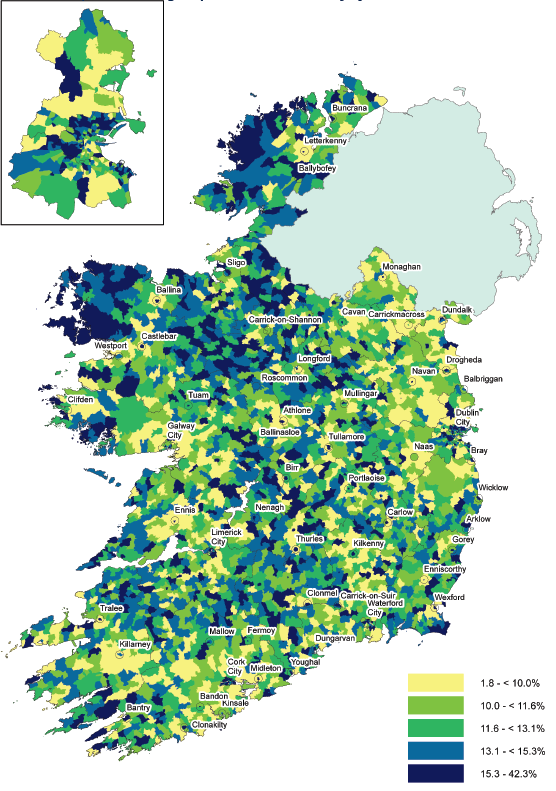 Buncrana
Letterkenny
Ballybofey
Sligo
Monaghan
Ballina
Cavan
Carrickmacross
Dundalk
Carrick-on-Shannon
Castlebar
Westport
Longford
Drogheda
Navan
Roscommon
Balbriggan
Clifden
Tuam
Mullingar
Athlone
Dublin
City
Galway
City
Ballinasloe
Tullamore
Naas
Bray
Birr
Portlaoise
Wicklow
Ennis
Nenagh
Carlow
Arklow
Limerick
City
Thurles
Kilkenny
Gorey
Enniscorthy
Clonmel
Carrick-on-Suir
Waterford
City
Wexford
Tralee
Mallow
Fermoy
Dungarvan
Killarney
Cork
City
Midleton
Youghal
Bandon
Kinsale
Bantry
Clonakilty
1.8 - < 10.0%
10.0 - < 11.6%
11.6 - < 13.1%
13.1 - < 15.3%
15.3 - 42.3%